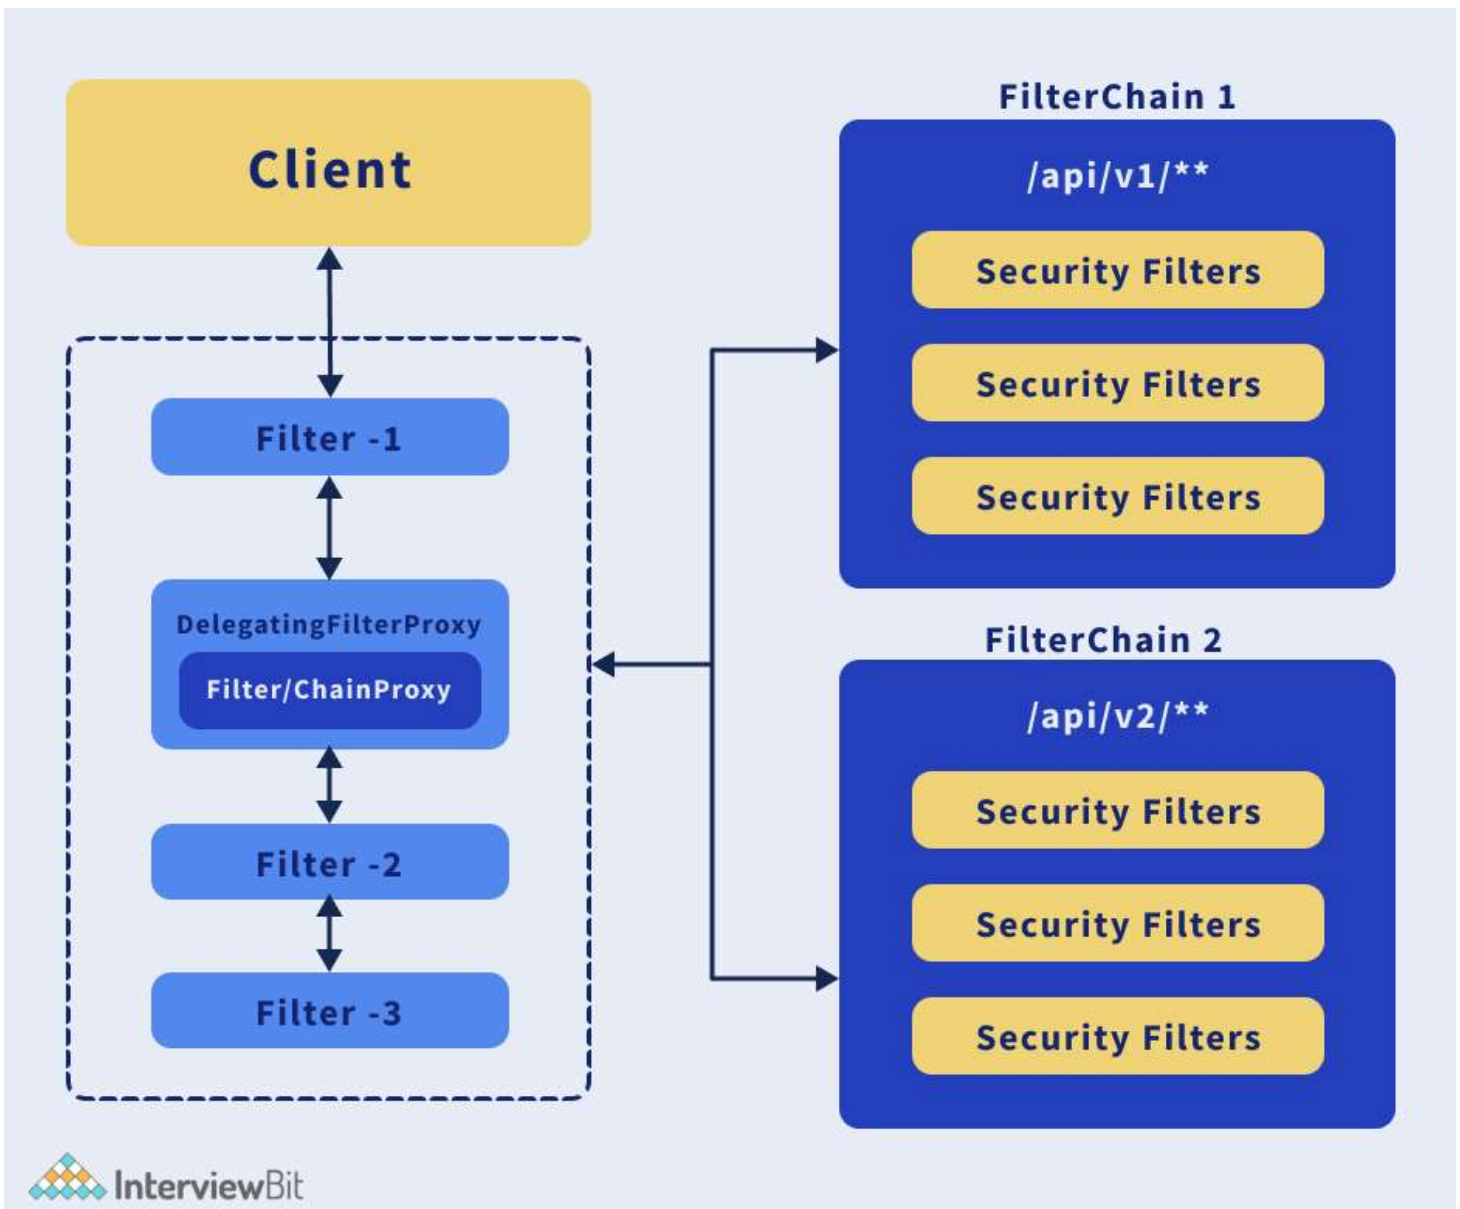 Client
Filter -1
DelegatingFilterProxy
Filter/ChainProxy
Filter -2
Filter -3
FilterChain 1
/api/v1/**
Security Filters
Security Filters
Security Filters
FilterChain 2
/api/v2/**
Security Filters
Security Filters
Security Filters
InterviewBit